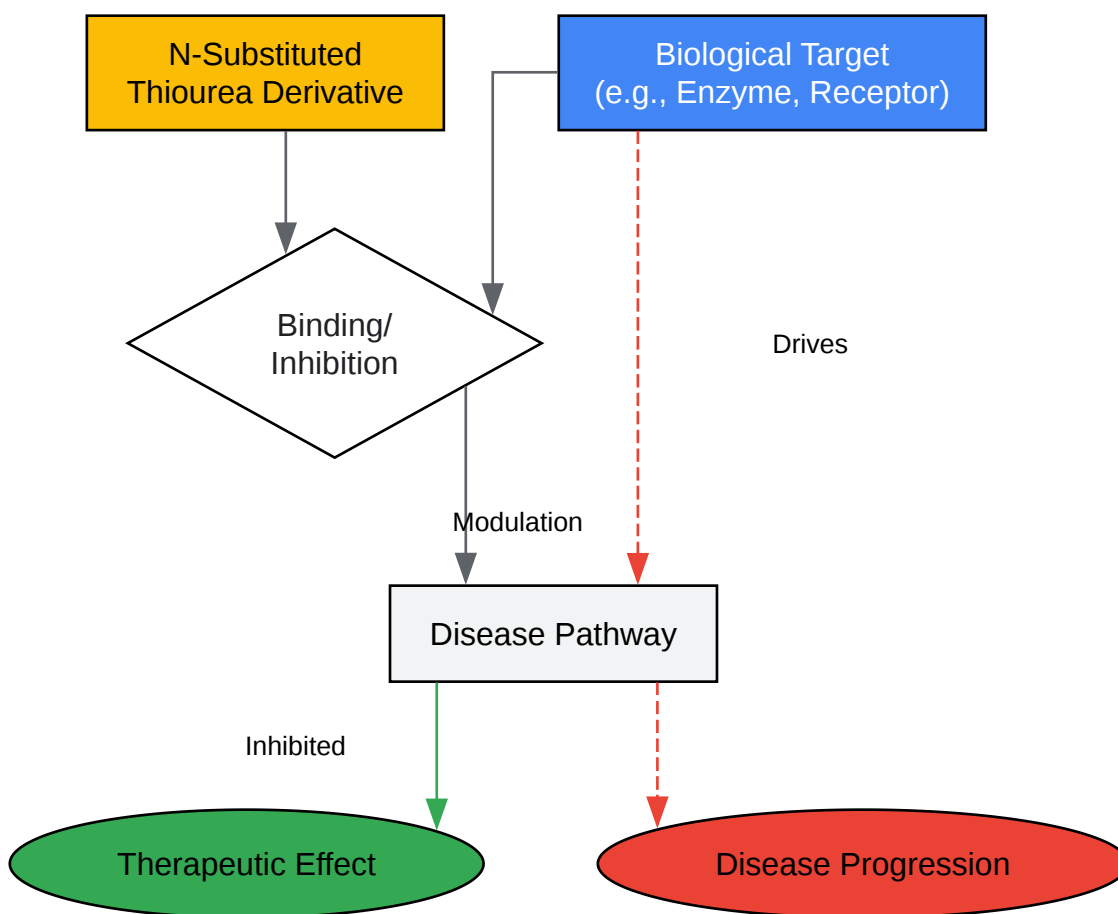 N-Substituted
Thiourea Derivative
Biological Target
(e.g., Enzyme, Receptor)
Binding/
Inhibition
Drives
Modulation
Disease Pathway
Inhibited
Therapeutic Effect
Disease Progression